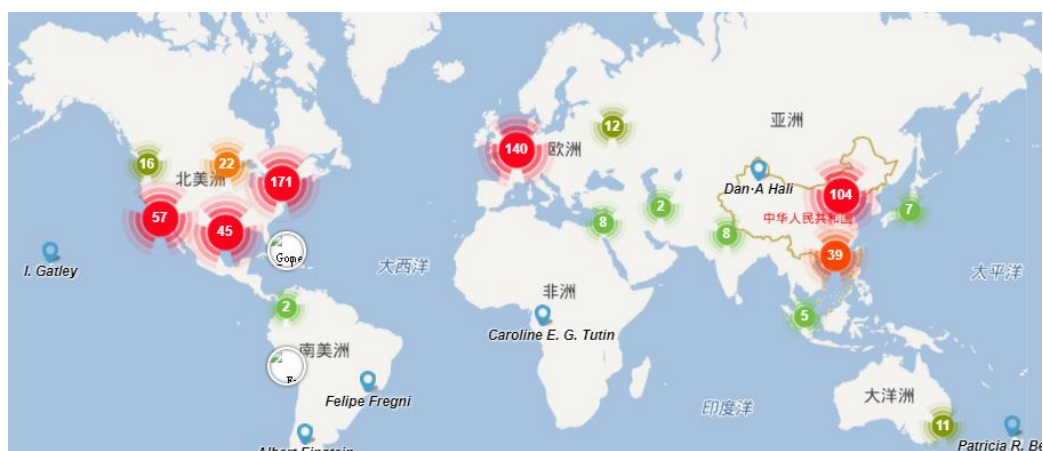 12
亚洲
140
欧洲
16
22
171
北美洲
Dan·A Hali
104
57
45
2
8
8
中华人民共和国
7
39
I. Gatley
大西洋
太平洋
非洲
2
5
Caroline E. G. Tutin
南美洲
Felipe Fregni
大洋洲
印度洋
11
Patricia R. Be